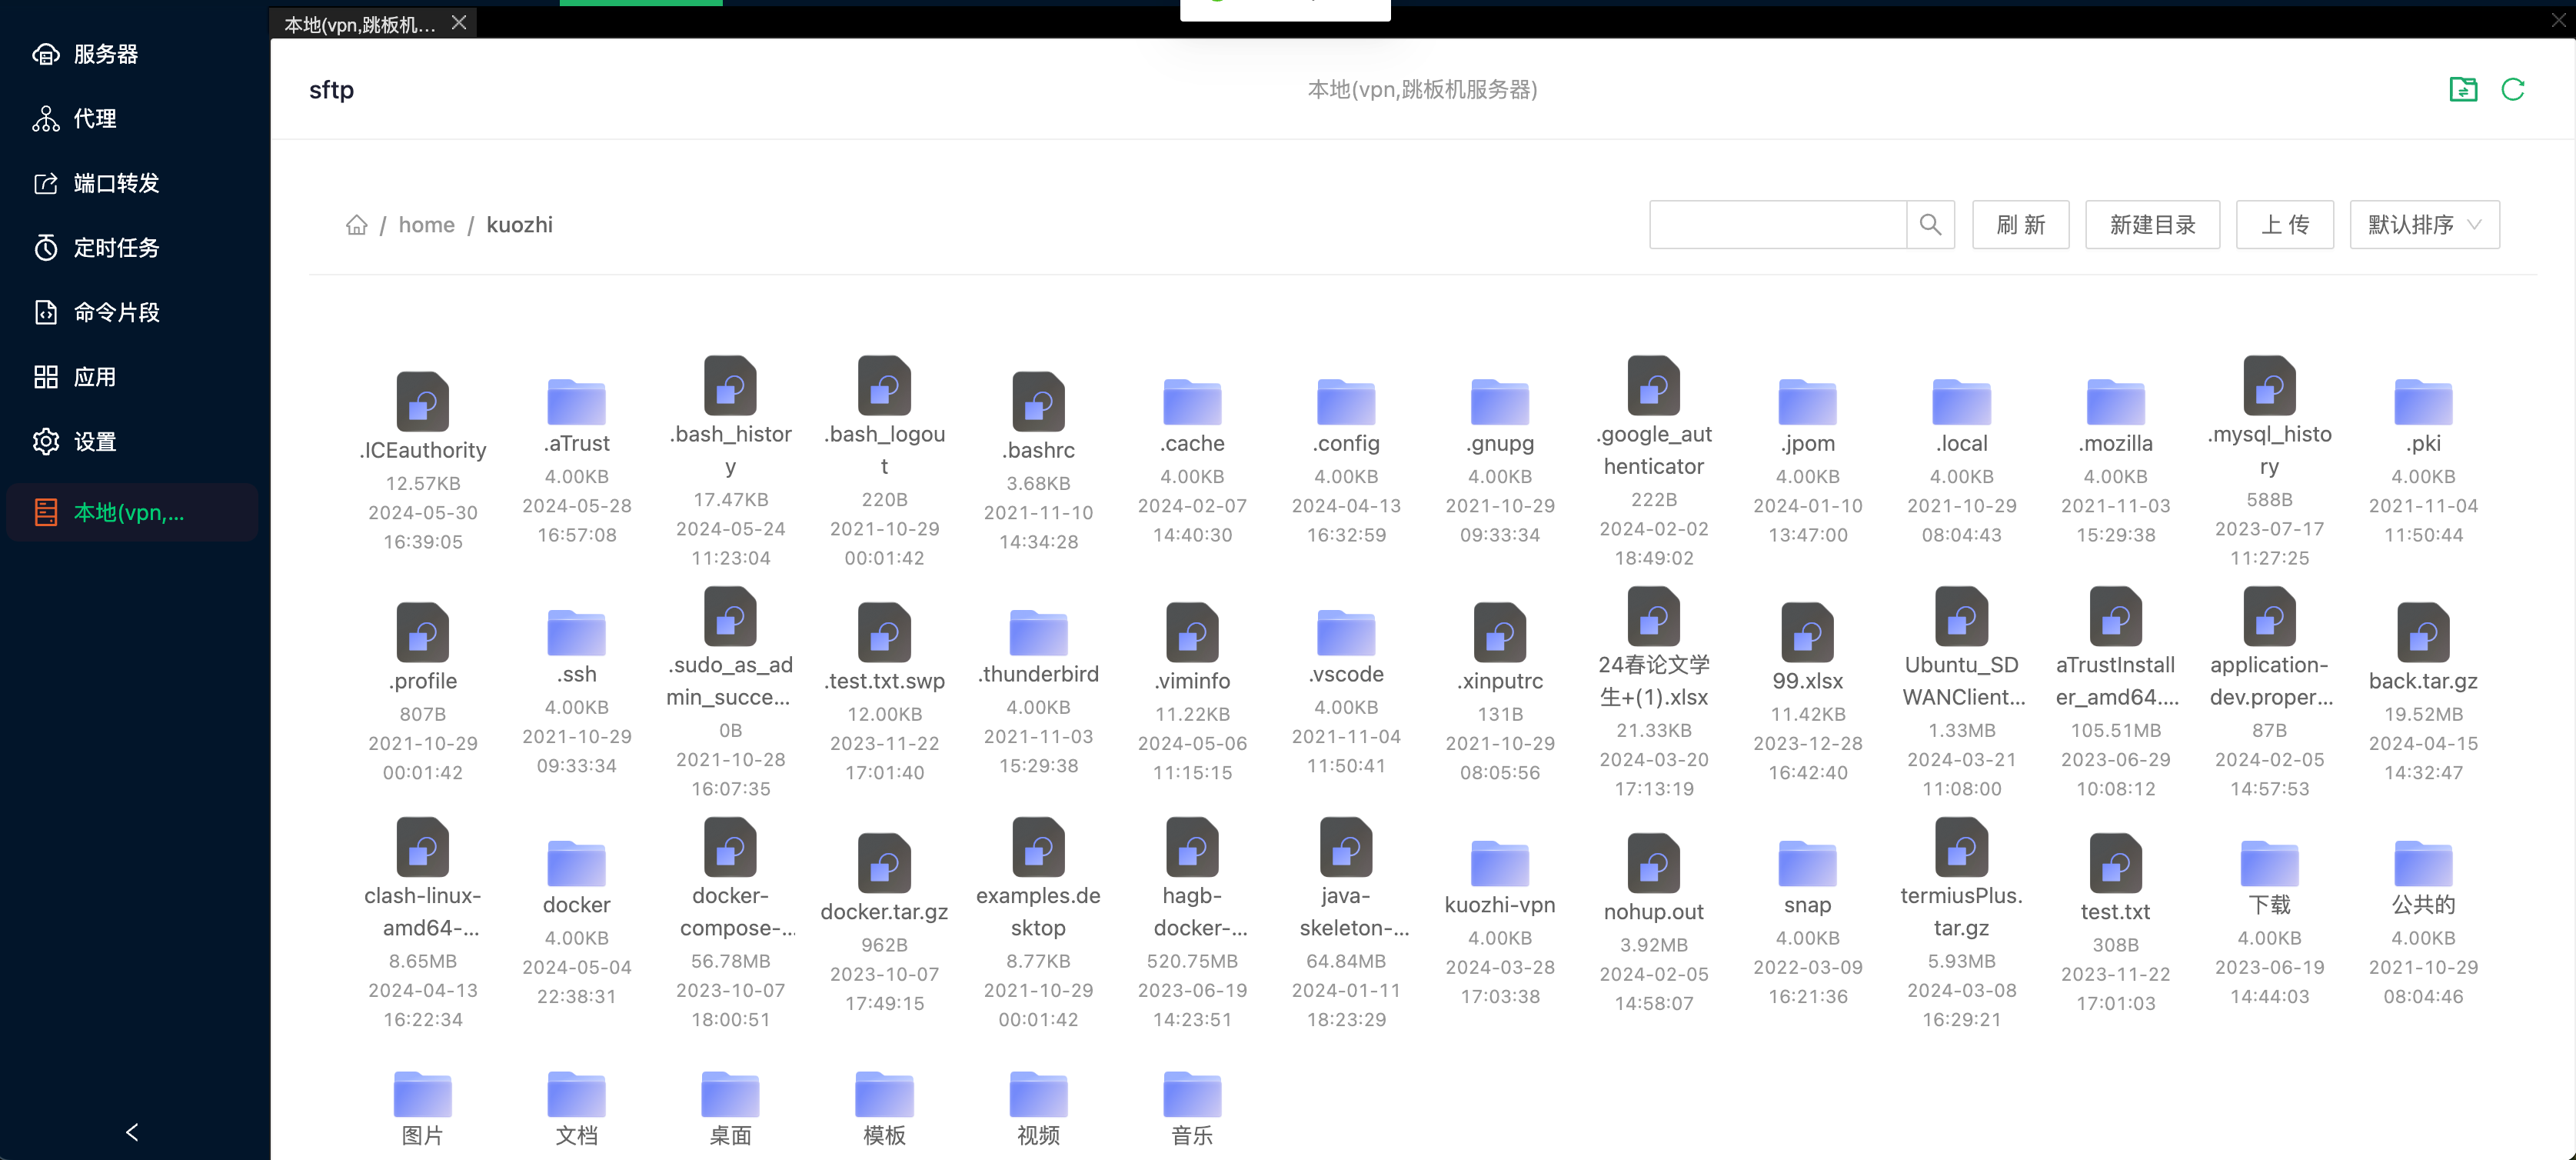 本地(vpn,跳板机...
服务器
代理
端口转发
定时任务
命令片段
应用
设置
本地(vpn,...
sftp
本地(vpn,跳板机服务器)
/ home / kuozhi
刷 新
新建目录
上 传
默认排序
.ICEauthority
12.57KB
2024-05-30
16:39:05
.aTrust
4.00KB
2024-05-28
16:57:08
.bash_histor
y
17.47KB
2024-05-24
11:23:04
.bash_logou
t
220B
2021-10-29
00:01:42
.bashrc
3.68KB
2021-11-10
14:34:28
.cache
4.00KB
2024-02-07
14:40:30
.config
4.00KB
2024-04-13
16:32:59
.gnupg
4.00KB
2021-10-29
09:33:34
.google_aut
henticator
222B
2024-02-02
18:49:02
.jpom
4.00KB
2024-01-10
13:47:00
.local
4.00KB
2021-10-29
08:04:43
.mozilla
4.00KB
2021-11-03
15:29:38
.mysql_histo
ry
588B
2023-07-17
11:27:25
.pki
4.00KB
2021-11-04
11:50:44
.profile
807B
2021-10-29
00:01:42
.ssh
4.00KB
2021-10-29
09:33:34
.sudo_as_ad
min_succe...
0B
2021-10-28
16:07:35
.test.txt.swp
12.00KB
2023-11-22
17:01:40
.thunderbird
4.00KB
2021-11-03
15:29:38
.viminfo
11.22KB
2024-05-06
11:15:15
.vscode
4.00KB
2021-11-04
11:50:41
.xinputrc
131B
2021-10-29
08:05:56
24春论文学
生+(1).xlsx
21.33KB
2024-03-20
17:13:19
99.xlsx
11.42KB
2023-12-28
16:42:40
Ubuntu_SD
WANClient...
1.33MB
2024-03-21
11:08:00
aTrustInstall
er_amd64....
105.51MB
2023-06-29
10:08:12
application-
dev.proper...
87B
2024-02-05
14:57:53
back.tar.gz
19.52MB
2024-04-15
14:32:47
clash-linux-
amd64-...
8.65MB
2024-04-13
16:22:34
docker
4.00KB
2024-05-04
22:38:31
docker-
compose-...
56.78MB
2023-10-07
18:00:51
docker.tar.gz
962B
2023-10-07
17:49:15
examples.de
sktop
8.77KB
2021-10-29
00:01:42
hagb-
docker-...
520.75MB
2023-06-19
14:23:51
java-
skeleton-...
64.84MB
2024-01-11
18:23:29
kuozhi-vpn
4.00KB
2024-03-28
17:03:38
nohup.out
3.92MB
2024-02-05
14:58:07
snap
4.00KB
2022-03-09
16:21:36
termiusPlus.
tar.gz
5.93MB
2024-03-08
16:29:21
test.txt
308B
2023-11-22
17:01:03
下载
4.00KB
2023-06-19
14:44:03
公共的
4.00KB
2021-10-29
08:04:46
图片
文档
桌面
模板
视频
音乐